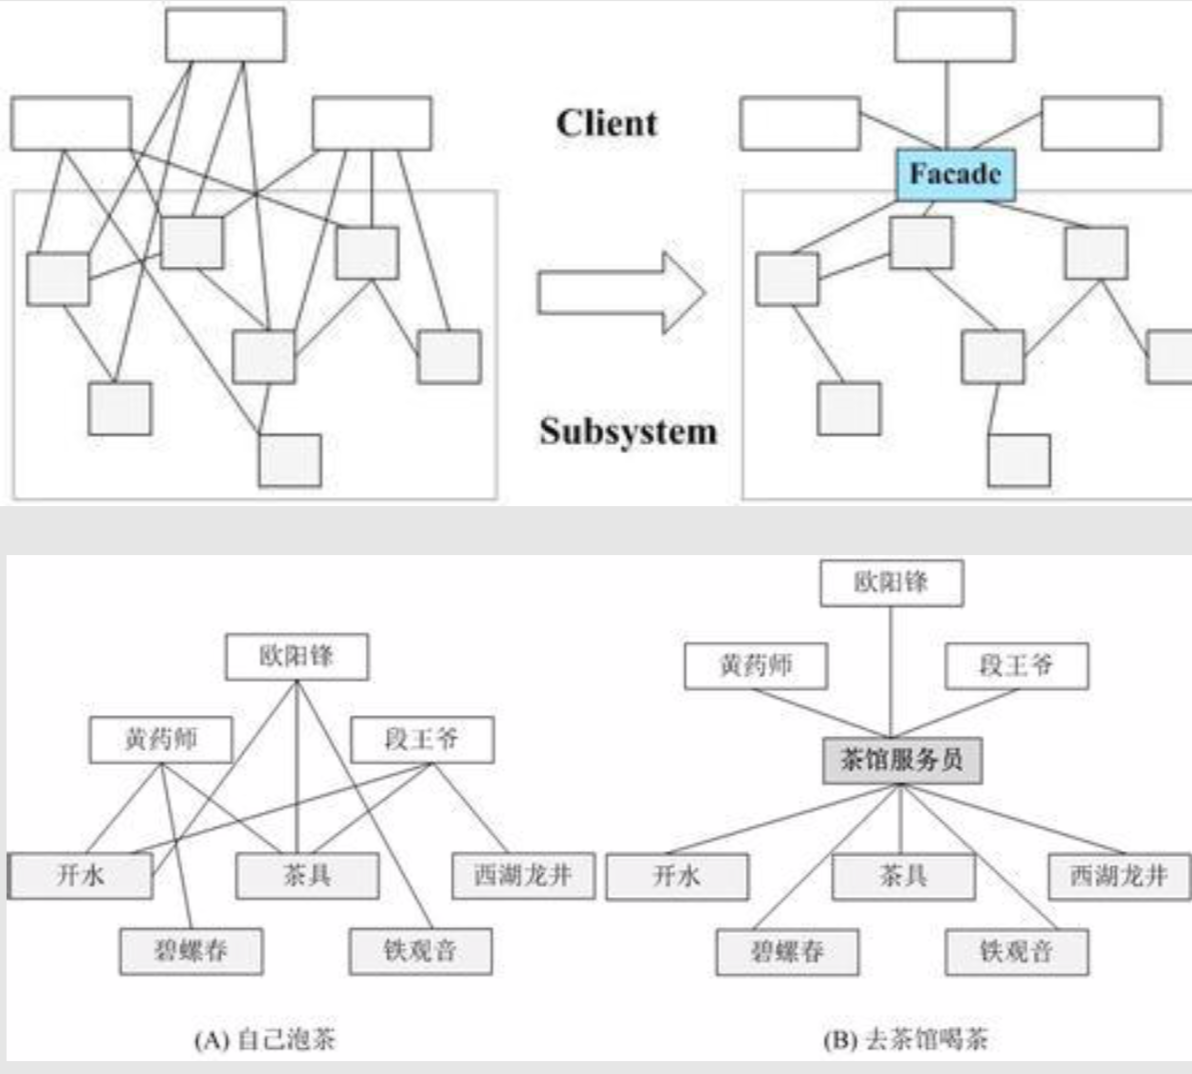 Client
Facade
Subsystem
欧阳锋
黄药师
段王爷
开水
茶具
西湖龙井
碧螺春
铁观音
(A) 自己泡茶
欧阳锋
黄药师
段王爷
茶馆服务员
开水
茶具
西湖龙井
碧螺春
铁观音
(B) 去茶馆喝茶